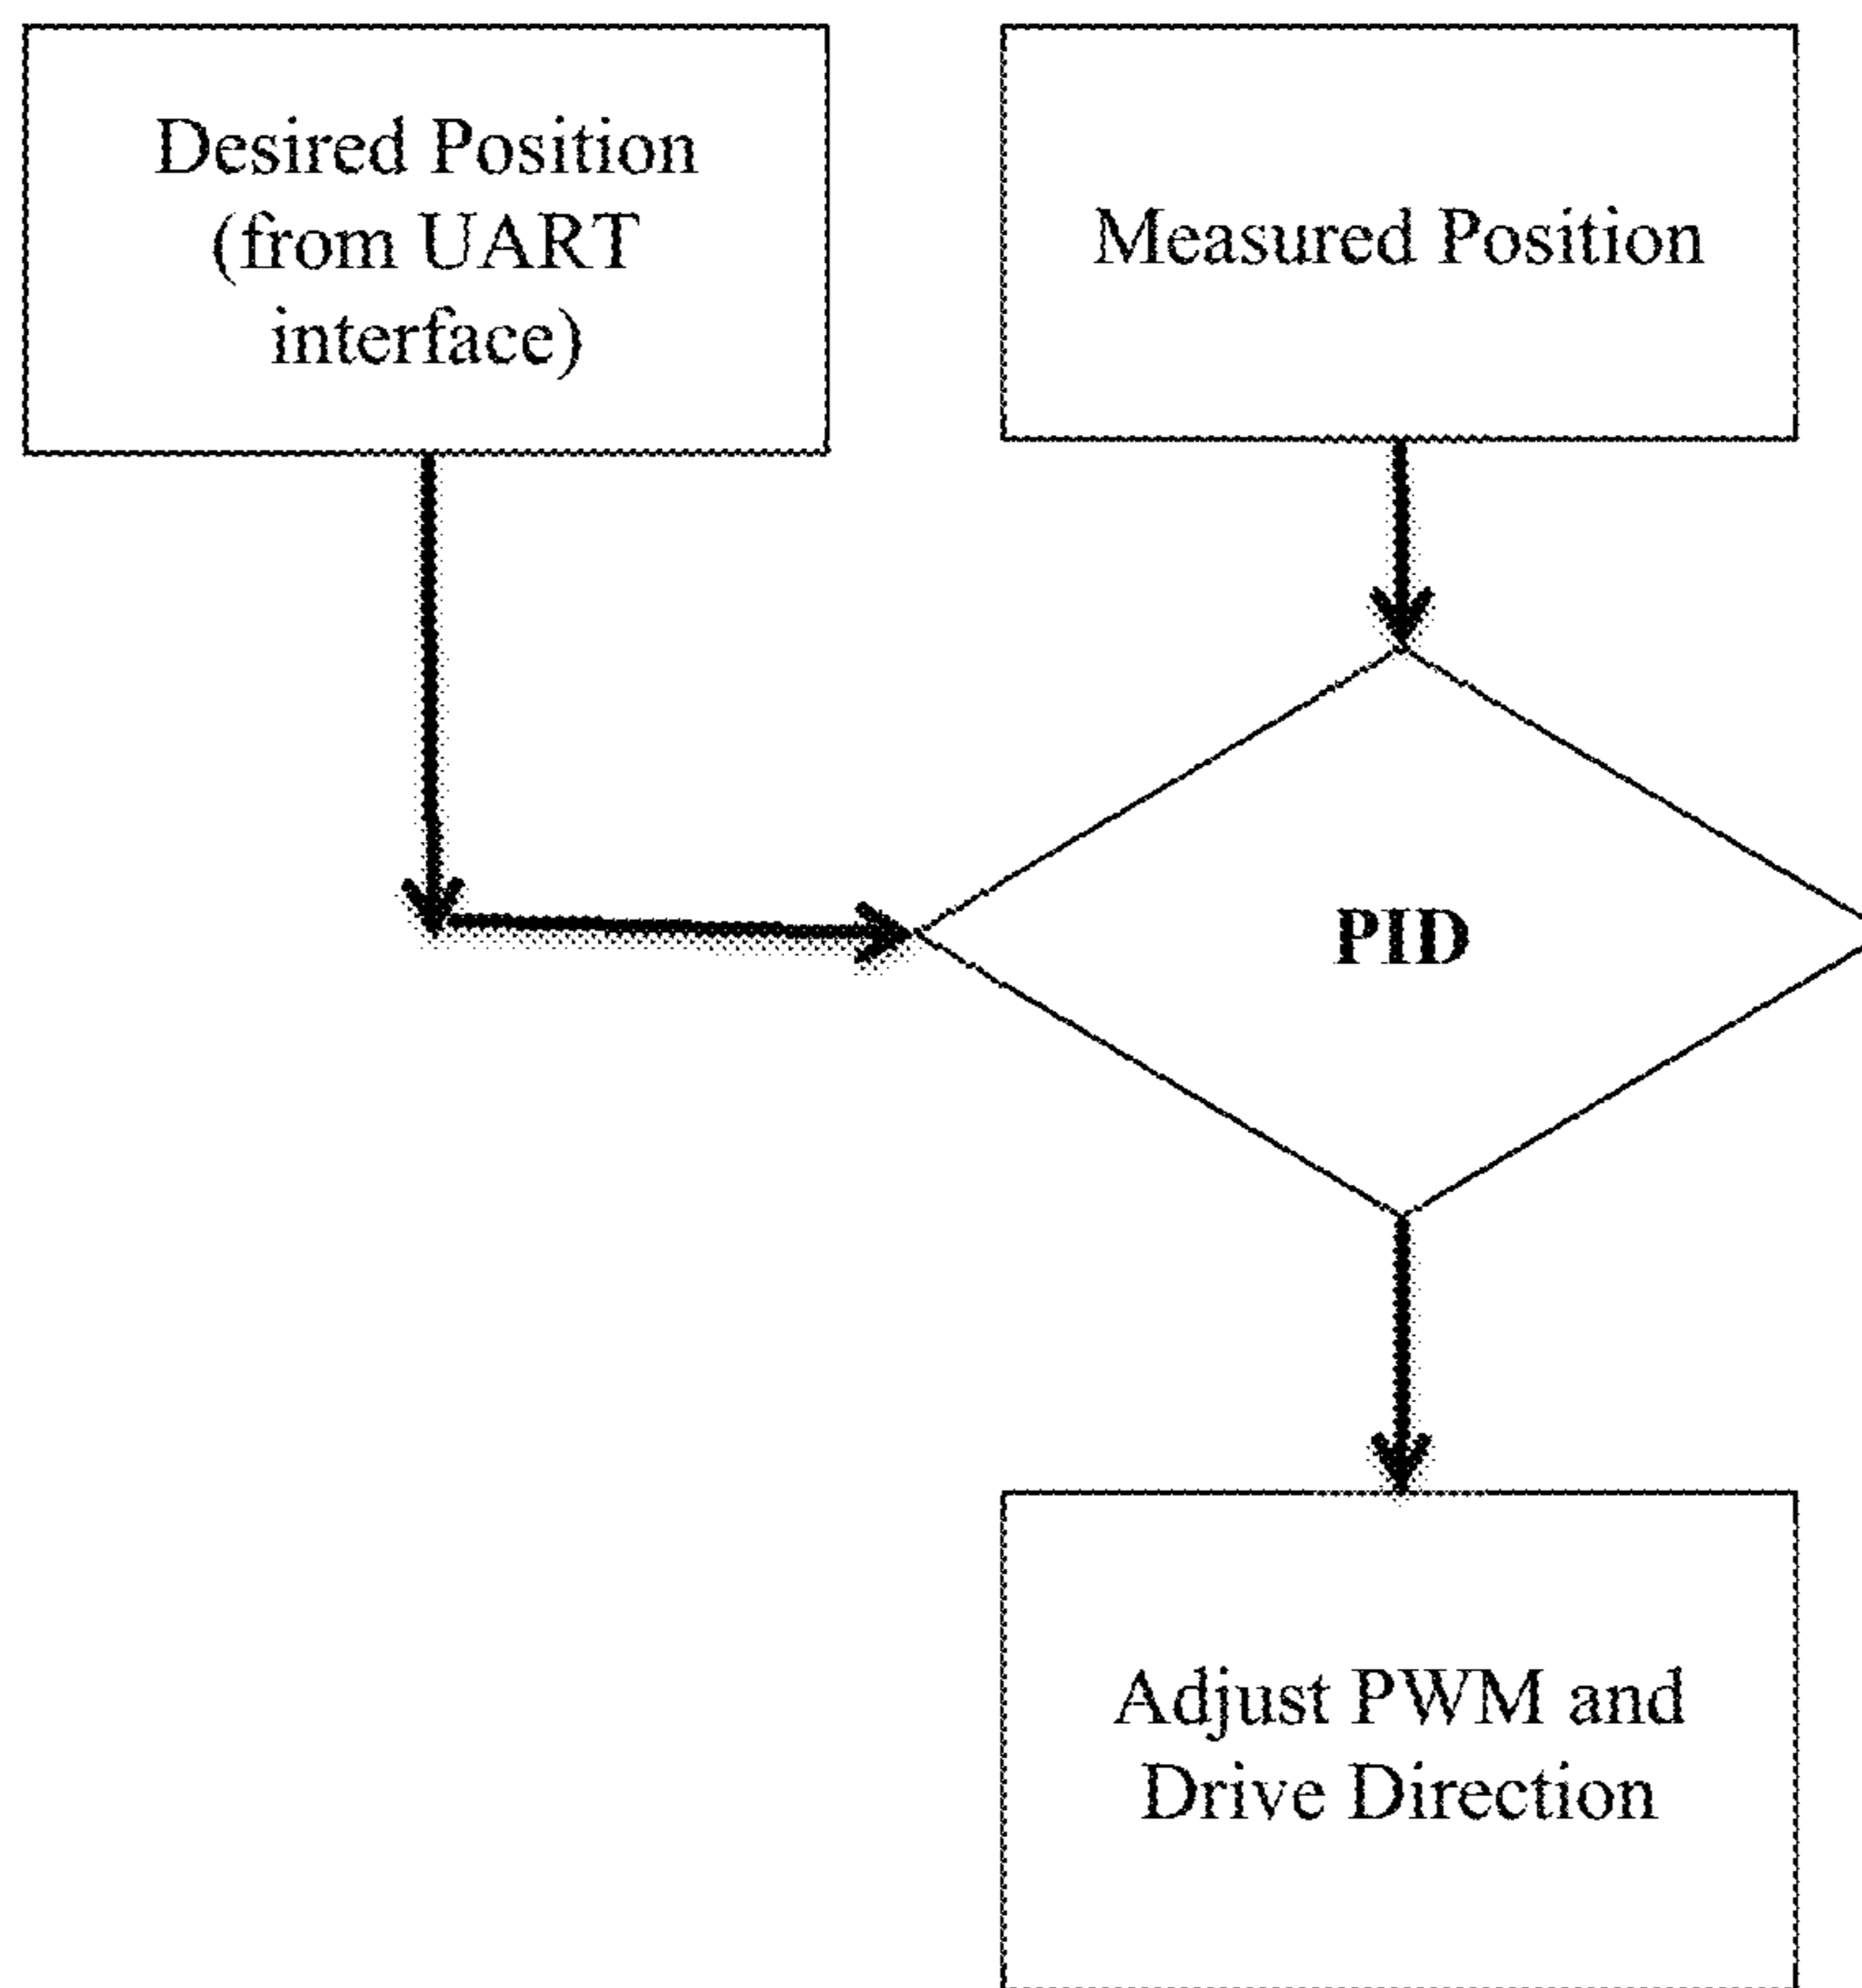 Desired Position
(from UART
interface)
Measured Position
PID
Adjust PWM and
Drive Direction